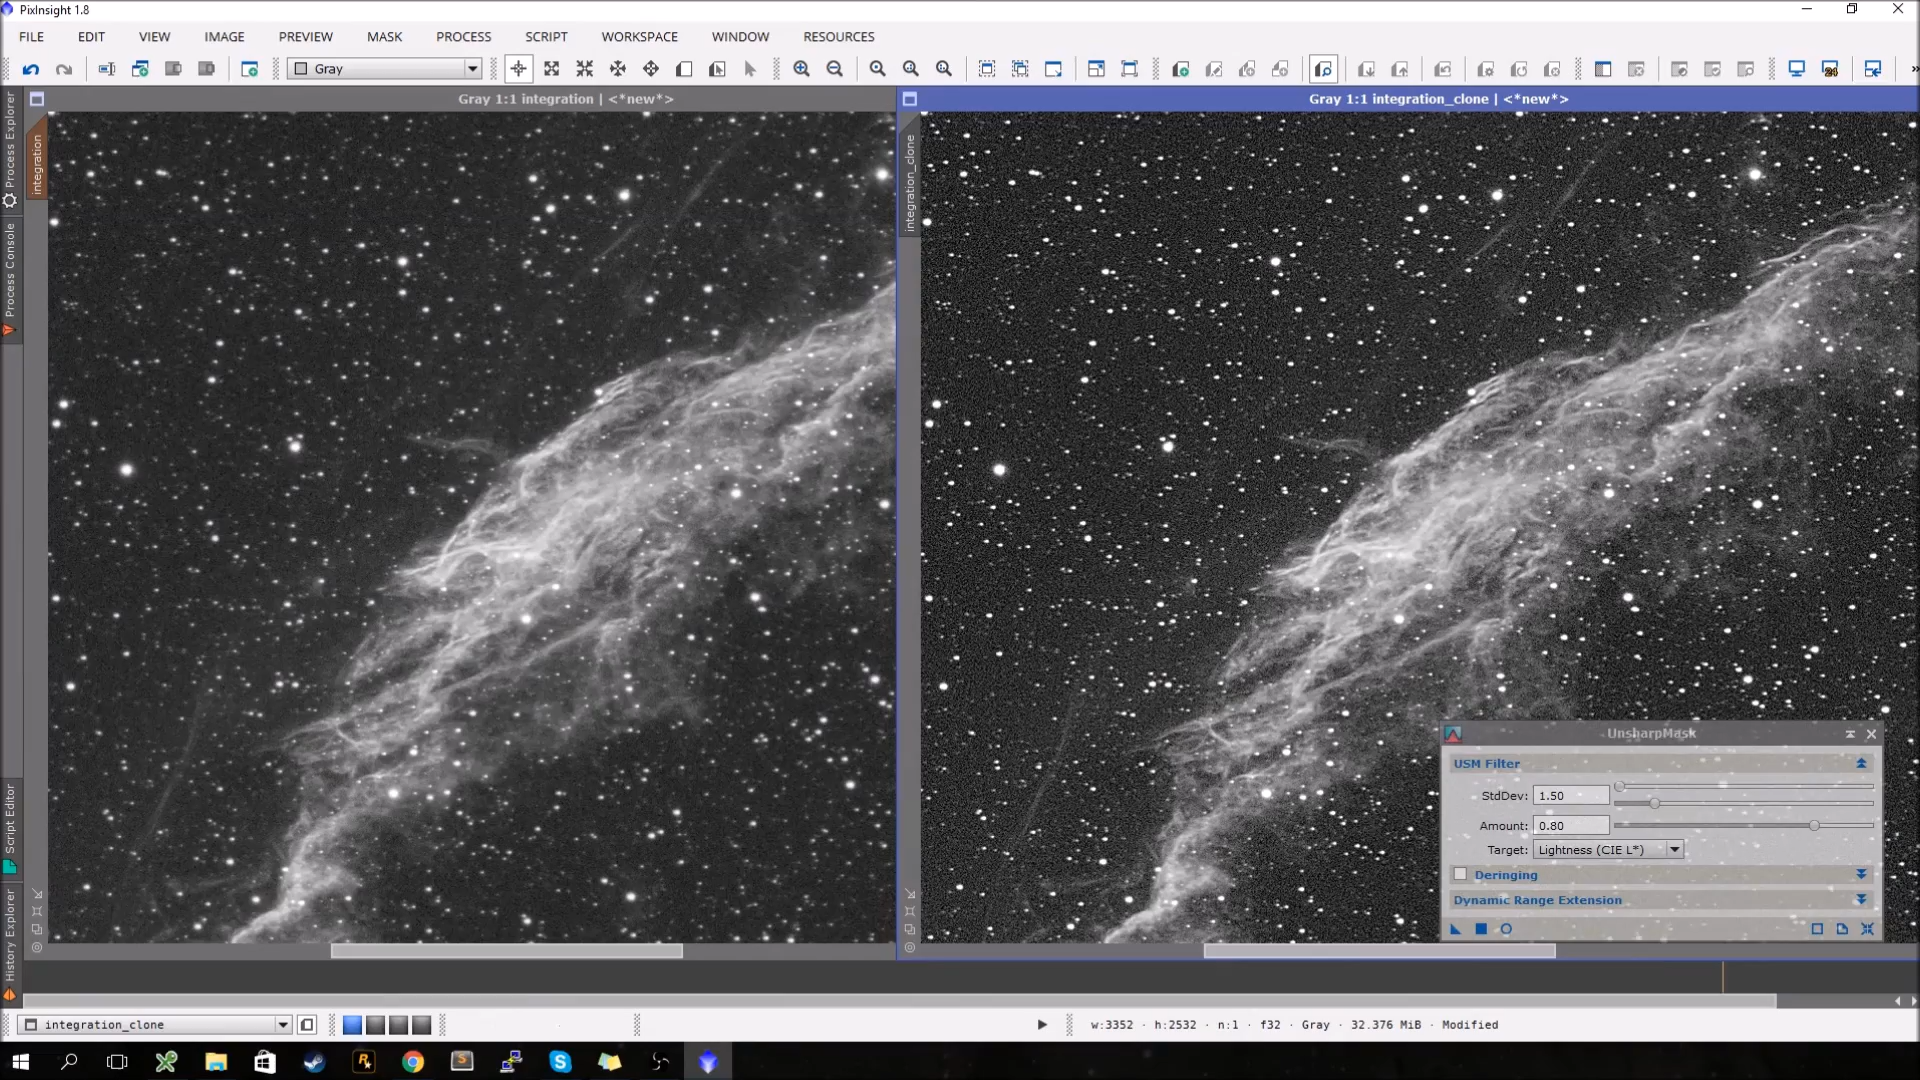 PixInsight 1.8
FILE EDIT VIEW IMAGE PREVIEW MASK PROCESS SCRIPT WORKSPACE WINDOW RESOURCES
Gray
Gray 1:1 integration | <*new*>
Gray 1:1 integration_clone | <*new*>
Process Explorer
Process Console
Script Editor
History Explorer
integration
integration_clone
UnsharpMask
USM Filter
StdDev: 1.50
Amount: 0.80
Target: Lightness (CIE L*)
Deringing
Dynamic Range Extension
integration_clone
w:3352 · h:2532 · n:1 · f32 · Gray · 32.376 MiB · Modified